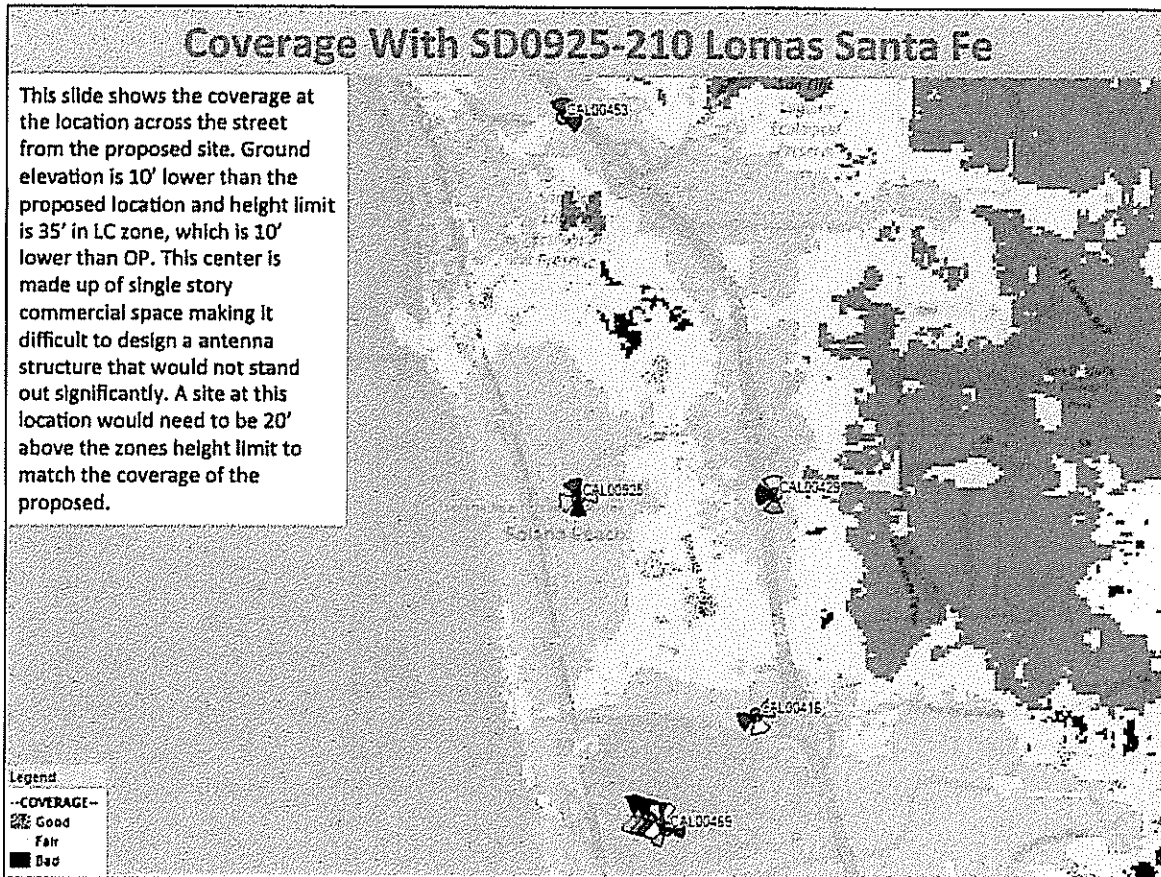 Coverage With SD0925-210 Lomas Santa Fe
This slide shows the coverage at
the location across the street
from the proposed site. Ground
elevation is 10' lower than the
proposed location and height limit
is 35' in LC zone, which is 10'
lower than OP. This center is
made up of single story
commercial space making it
difficult to design a antenna
structure that would not stand
out significantly. A site at this
location would need to be 20'
above the zones height limit to
match the coverage of the
proposed.
CAL00453
CAL00925
CAL00429
Solana Beach
CAL00416
CAL00469
Legend
--COVERAGE--
Good
Fair
Bad